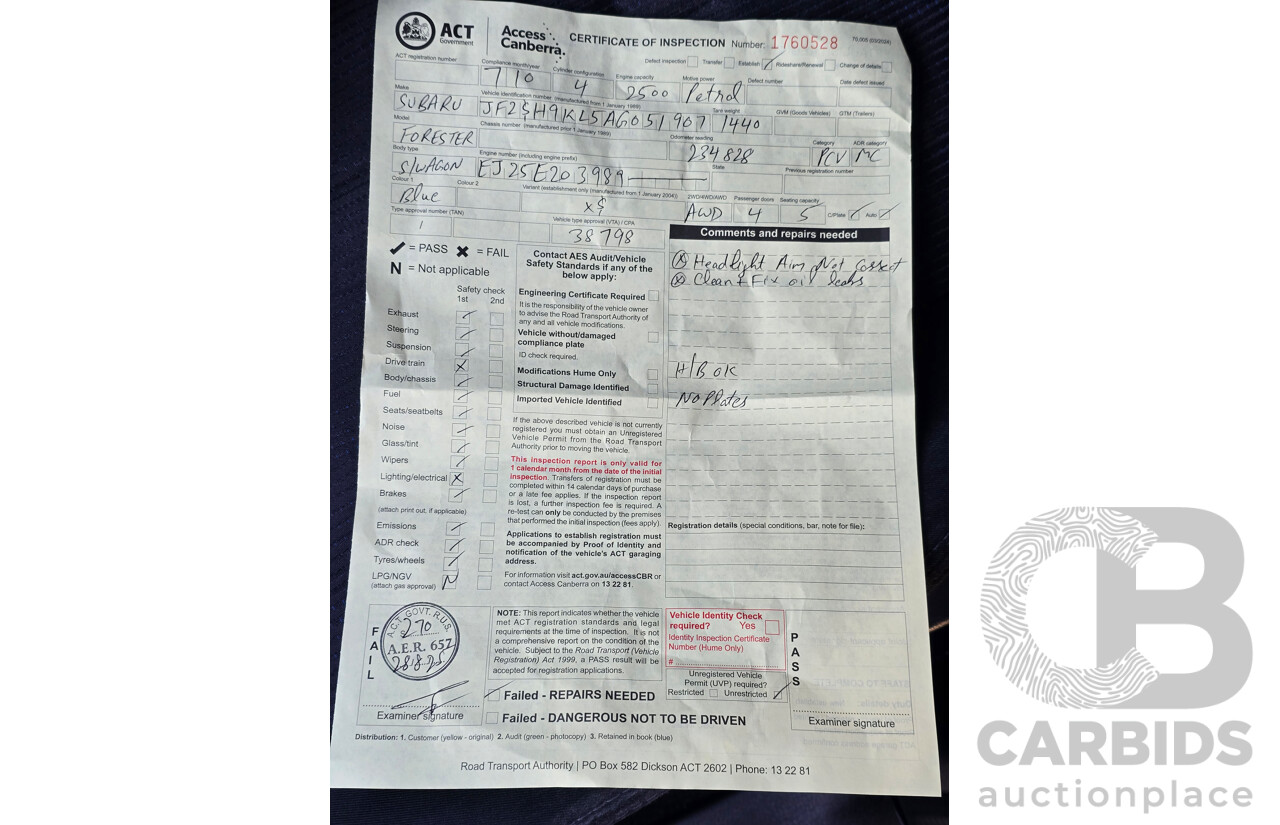 ACT Government
Access Canberra
CERTIFICATE OF INSPECTION Number: 1760528
Defect inspection Transfer Establish Rideshare/Renewal Change of details
ACT registration number Compliance month/year Cylinder configuration Engine capacity Motive power Defect number Date defect issued
7 10 4 2500 Petrol
Make Vehicle identification number (manufactured from 1 January 1989) Tare weight GVM (Goods Vehicles) GTM (Trailers)
SUBARU JF2SH9KL5AG051907 1440
Model Chassis number (manufactured prior 1 January 1989) Odometer reading Category ADR category
FORESTER 234828 PCV MC
Body type Engine number (including engine prefix) State Previous registration number
S/WAGON EJ25E203989
Colour 1 Colour 2 Variant (establishment only (manufactured from 1 January 2004)) 2WD/4WD/AWD Passenger doors Seating capacity
Blue XS AWD 4 5 C/Plate Auto
Type approval number (TAN) Vehicle type approval (VTA) / CPA
/ 38798
✔ = PASS ✖ = FAIL
N = Not applicable
Safety check
1st 2nd
Exhaust
Steering
Suspension
Drive train X
Body/chassis
Fuel
Seats/seatbelts
Noise
Glass/tint
Wipers
Lighting/electrical X
Brakes
(attach print out, if applicable)
Emissions
ADR check
Tyres/wheels
LPG/NGV N
(attach gas approval)
Contact AES Audit/Vehicle
Safety Standards if any of the
below apply:
Engineering Certificate Required
It is the responsibility of the vehicle owner
to advise the Road Transport Authority of
any and all vehicle modifications.
Vehicle without/damaged
compliance plate
ID check required.
Modifications Hume Only
Structural Damage Identified
Imported Vehicle Identified
If the above described vehicle is not currently
registered you must obtain an Unregistered
Vehicle Permit from the Road Transport
Authority prior to moving the vehicle.
This inspection report is only valid for
1 calendar month from the date of the initial
inspection. Transfers of registration must be
completed within 14 calendar days of purchase
or a late fee applies. If the inspection report
is lost, a further inspection fee is required. A
re-test can only be conducted by the premises
that performed the initial inspection (fees apply).
Applications to establish registration must
be accompanied by Proof of Identity and
notification of the vehicle's ACT garaging
address.
For information visit act.gov.au/accessCBR or
contact Access Canberra on 13 22 81.
Comments and repairs needed
X Headlight Aim Not Correct
X Clean + Fix oil leaks
H/B OK
No Plates
Registration details (special conditions, bar, note for file):
FAIL
A.C.T. GOVT. R.U.S.
270
A.E.R. 652
28.8.25
Examiner signature
NOTE: This report indicates whether the vehicle
met ACT registration standards and legal
requirements at the time of inspection. It is not
a comprehensive report on the condition of the
vehicle. Subject to the Road Transport (Vehicle
Registration) Act 1999, a PASS result will be
accepted for registration applications.
Failed - REPAIRS NEEDED
Failed - DANGEROUS NOT TO BE DRIVEN
Vehicle Identity Check
required? Yes
Identity Inspection Certificate
Number (Hume Only)
#
Unregistered Vehicle
Permit (UVP) required?
Restricted Unrestricted
PASS
Examiner signature
Distribution: 1. Customer (yellow - original) 2. Audit (green - photocopy) 3. Retained in book (blue)
Road Transport Authority | PO Box 582 Dickson ACT 2602 | Phone: 13 22 81
CB
CARBIDS
auctionplace